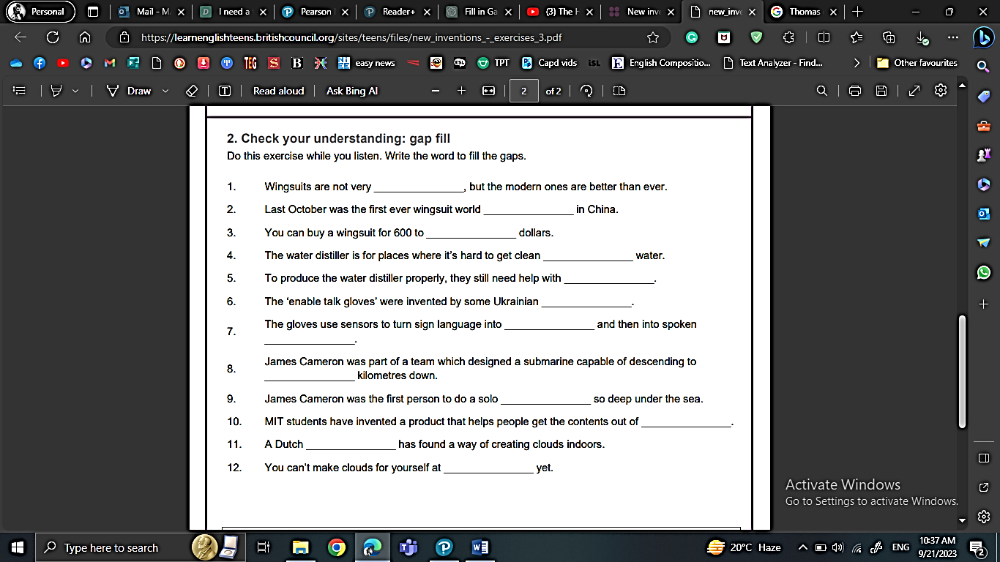 Personal
Mail - M
I need a
Pearson
Reader+
Fill in Ga
(3) The H
New inv
new_inve
Thomas
https://learnenglishteens.britishcouncil.org/sites/teens/files/new_inventions_-_exercises_3.pdf
TEG
easy news
TPT
Capd vids
iSL
English Compositio...
Text Analyzer - Find...
Other favourites
Draw
Read aloud
Ask Bing AI
2
of 2
2. Check your understanding: gap fill
Do this exercise while you listen. Write the word to fill the gaps.
1. Wingsuits are not very _______________, but the modern ones are better than ever.
2. Last October was the first ever wingsuit world _______________ in China.
3. You can buy a wingsuit for 600 to _______________ dollars.
4. The water distiller is for places where it's hard to get clean _______________ water.
5. To produce the water distiller properly, they still need help with _______________.
6. The ‘enable talk gloves’ were invented by some Ukrainian _______________.
7. The gloves use sensors to turn sign language into _______________ and then into spoken
_______________.
8. James Cameron was part of a team which designed a submarine capable of descending to
_______________ kilometres down.
9. James Cameron was the first person to do a solo _______________ so deep under the sea.
10. MIT students have invented a product that helps people get the contents out of _______________.
11. A Dutch _______________ has found a way of creating clouds indoors.
12. You can't make clouds for yourself at _______________ yet.
Activate Windows
Go to Settings to activate Windows.
Type here to search
20°C Haze
ENG
10:37 AM
9/21/2023
2